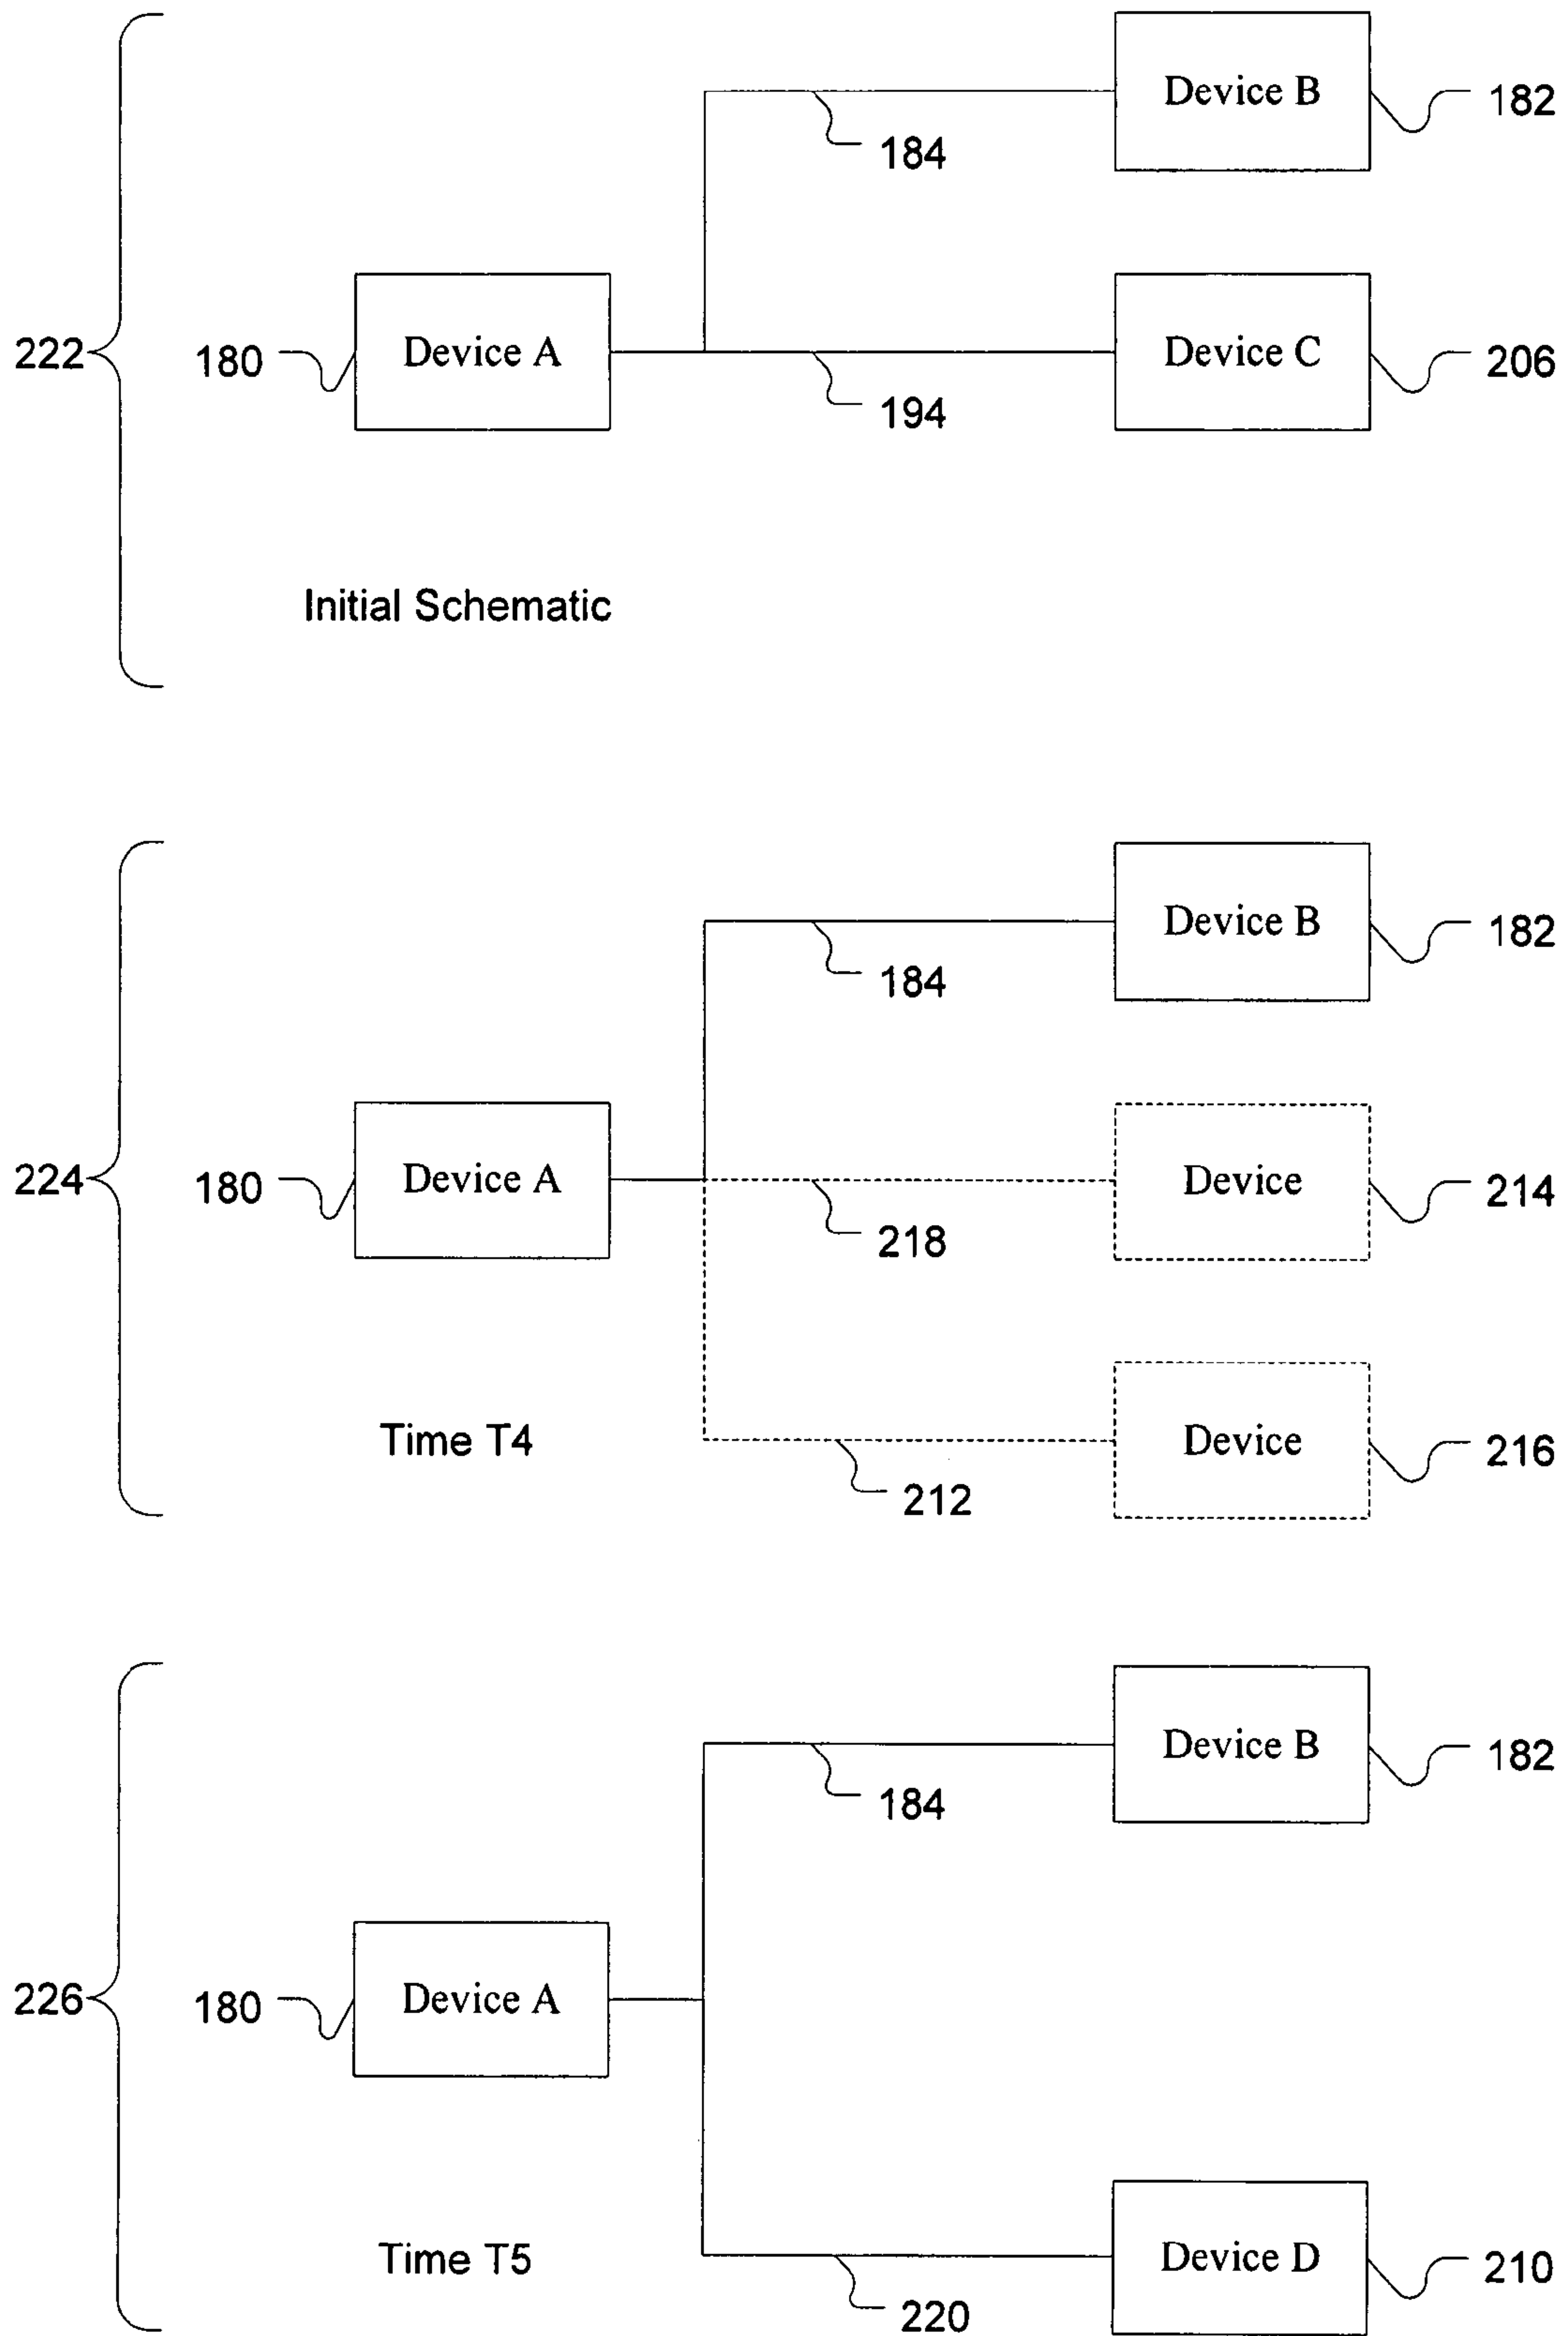 Device B
182
184
222
180
Device A
Device C
206
194
Initial Schematic
Device B
182
184
224
180
Device A
Device
214
218
Time T4
Device
216
212
Device B
182
184
226
180
Device A
Time T5
Device D
210
220